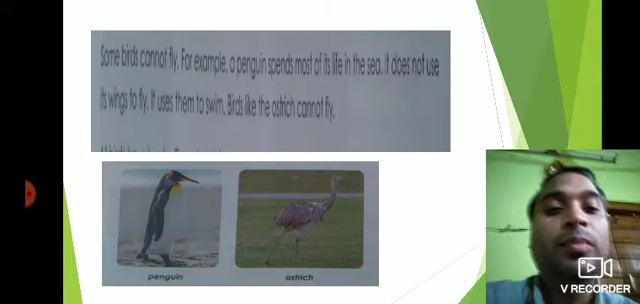 Some birds cannot fly. For example, a penguin spends most of its life in the sea. It does not use
its wings to fly. It uses them to swim. Birds like the ostrich cannot fly.
penguin
ostrich
V RECORDER